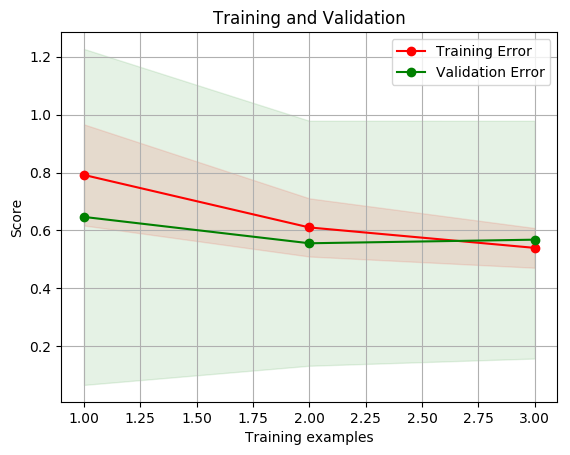 Training and Validation
Training Error
Validation Error
1.2
1.0
0.8
0.6
0.4
0.2
Score
1.00 1.25 1.50 1.75 2.00 2.25 2.50 2.75 3.00
Training examples